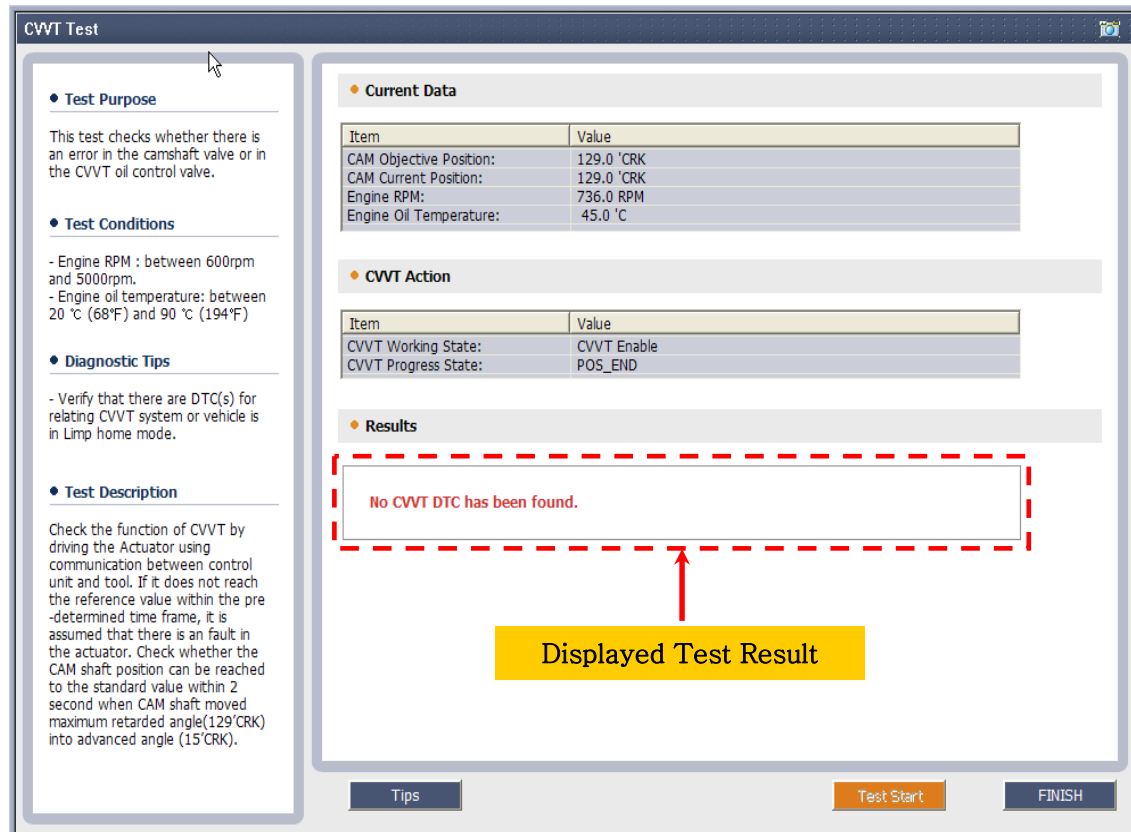 CVVT Test
Test Purpose
This test checks whether there is
an error in the camshaft valve or in
the CVVT oil control valve.
Test Conditions
- Engine RPM : between 600rpm
and 5000rpm.
- Engine oil temperature: between
20 ℃ (68℉) and 90 ℃ (194℉)
Diagnostic Tips
- Verify that there are DTC(s) for
relating CVVT system or vehicle is
in Limp home mode.
Test Description
Check the function of CVVT by
driving the Actuator using
communication between control
unit and tool. If it does not reach
the reference value within the pre
-determined time frame, it is
assumed that there is an fault in
the actuator. Check whether the
CAM shaft position can be reached
to the standard value within 2
second when CAM shaft moved
maximum retarded angle(129'CRK)
into advanced angle (15'CRK).
Current Data
Item Value
CAM Objective Position: 129.0 'CRK
CAM Current Position: 129.0 'CRK
Engine RPM: 736.0 RPM
Engine Oil Temperature: 45.0 'C
CVVT Action
Item Value
CVVT Working State: CVVT Enable
CVVT Progress State: POS_END
Results
No CVVT DTC has been found.
Displayed Test Result
Tips
Test Start
FINISH